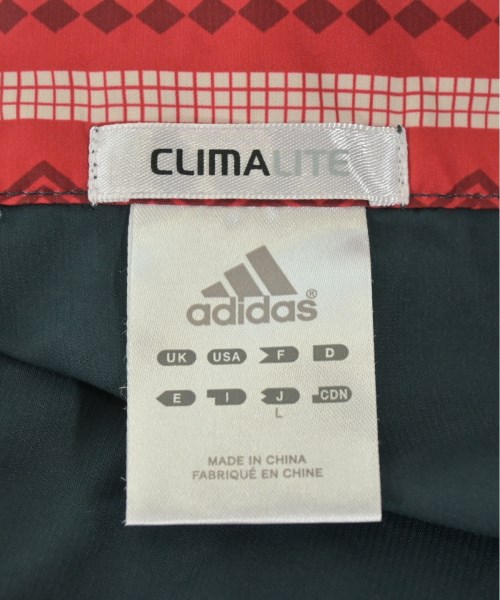 CLIMALITE
adidas®
UK USA F D
E I J CDN
L
MADE IN CHINA
FABRIQUÉ EN CHINE